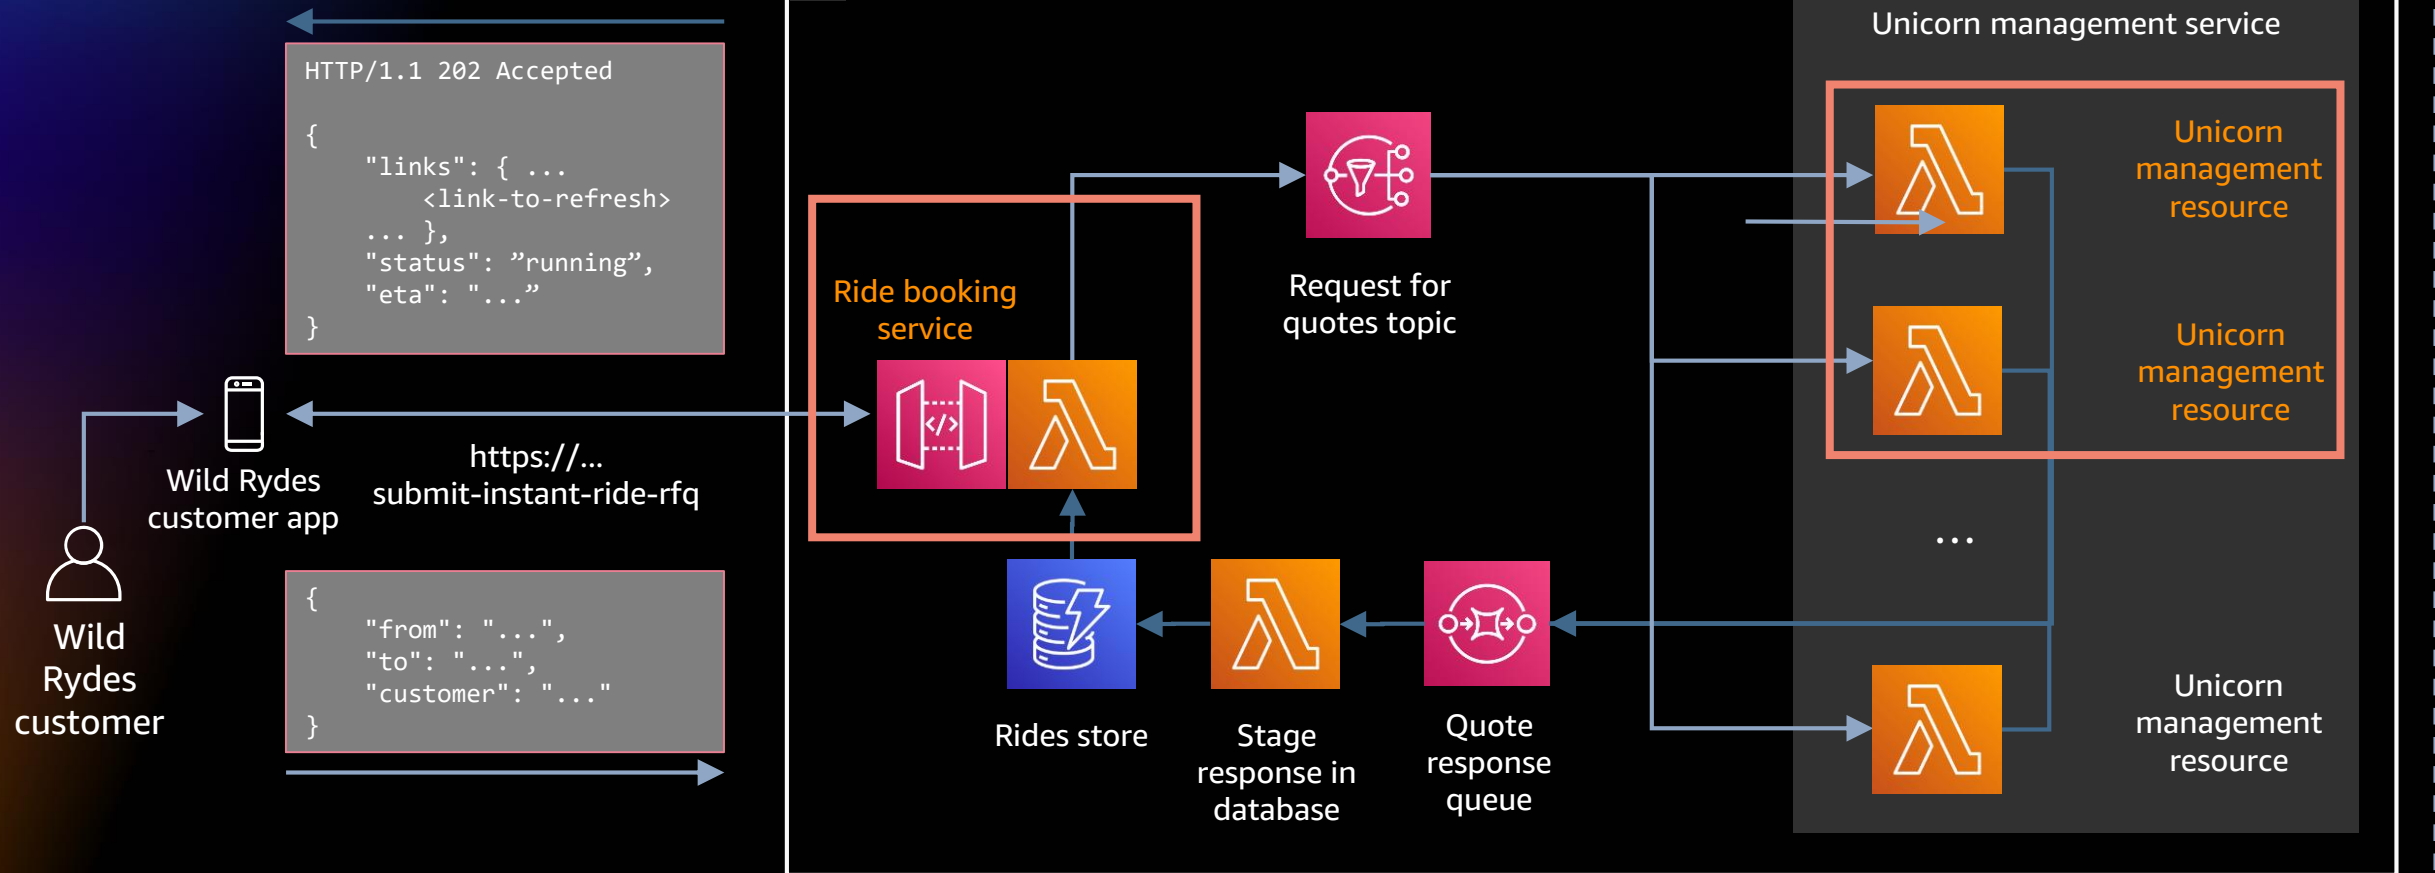 HTTP/1.1 202 Accepted
{
"links": { ...
<link-to-refresh>
... },
"status": ”running”,
"eta": "...”
}
Wild Rydes
customer app
https://...
submit-instant-ride-rfq
Wild
Rydes
customer
{
"from": "...",
"to": "...",
"customer": "..."
}
Ride booking
service
</>
Request for
quotes topic
Rides store
Stage
response in
database
Quote
response
queue
Unicorn management service
Unicorn
management
resource
Unicorn
management
resource
...
Unicorn
management
resource